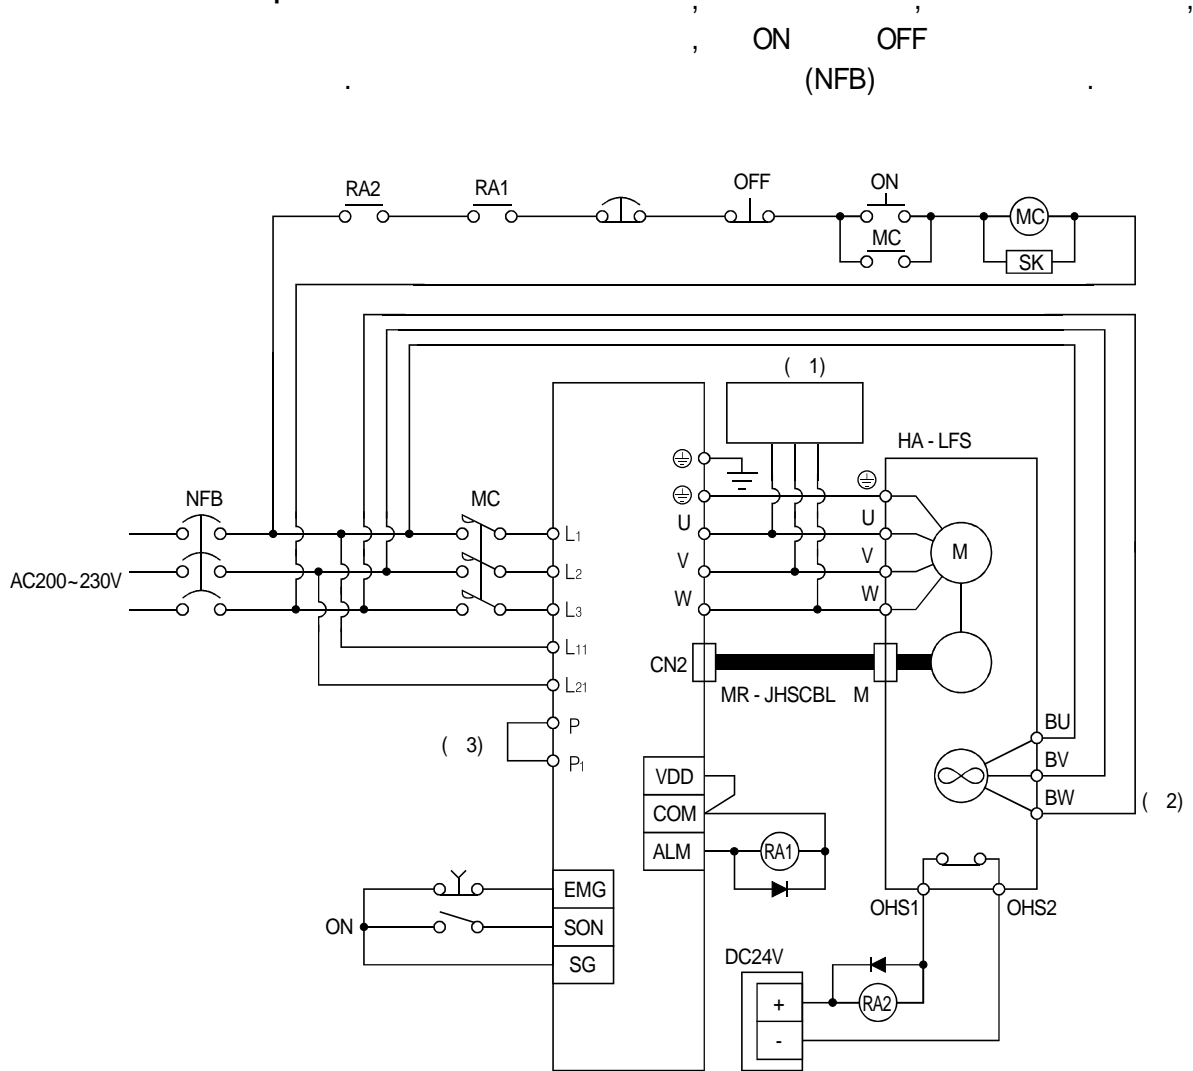 , , ,
, ON OFF
(NFB)
. .
RA2 RA1 OFF ON
MC
MC
SK
( 1)
HA - LFS
NFB MC
U U
L1
M
V V
AC200~230V L2
W W
L3
L11
CN2
MR - JHSCBL M
L21
P
BU
( 3)
P1
BV
VDD
BW ( 2)
COM
ALM RA1
EMG
OHS1 OHS2
ON SON
DC24V
SG
+ RA2
-